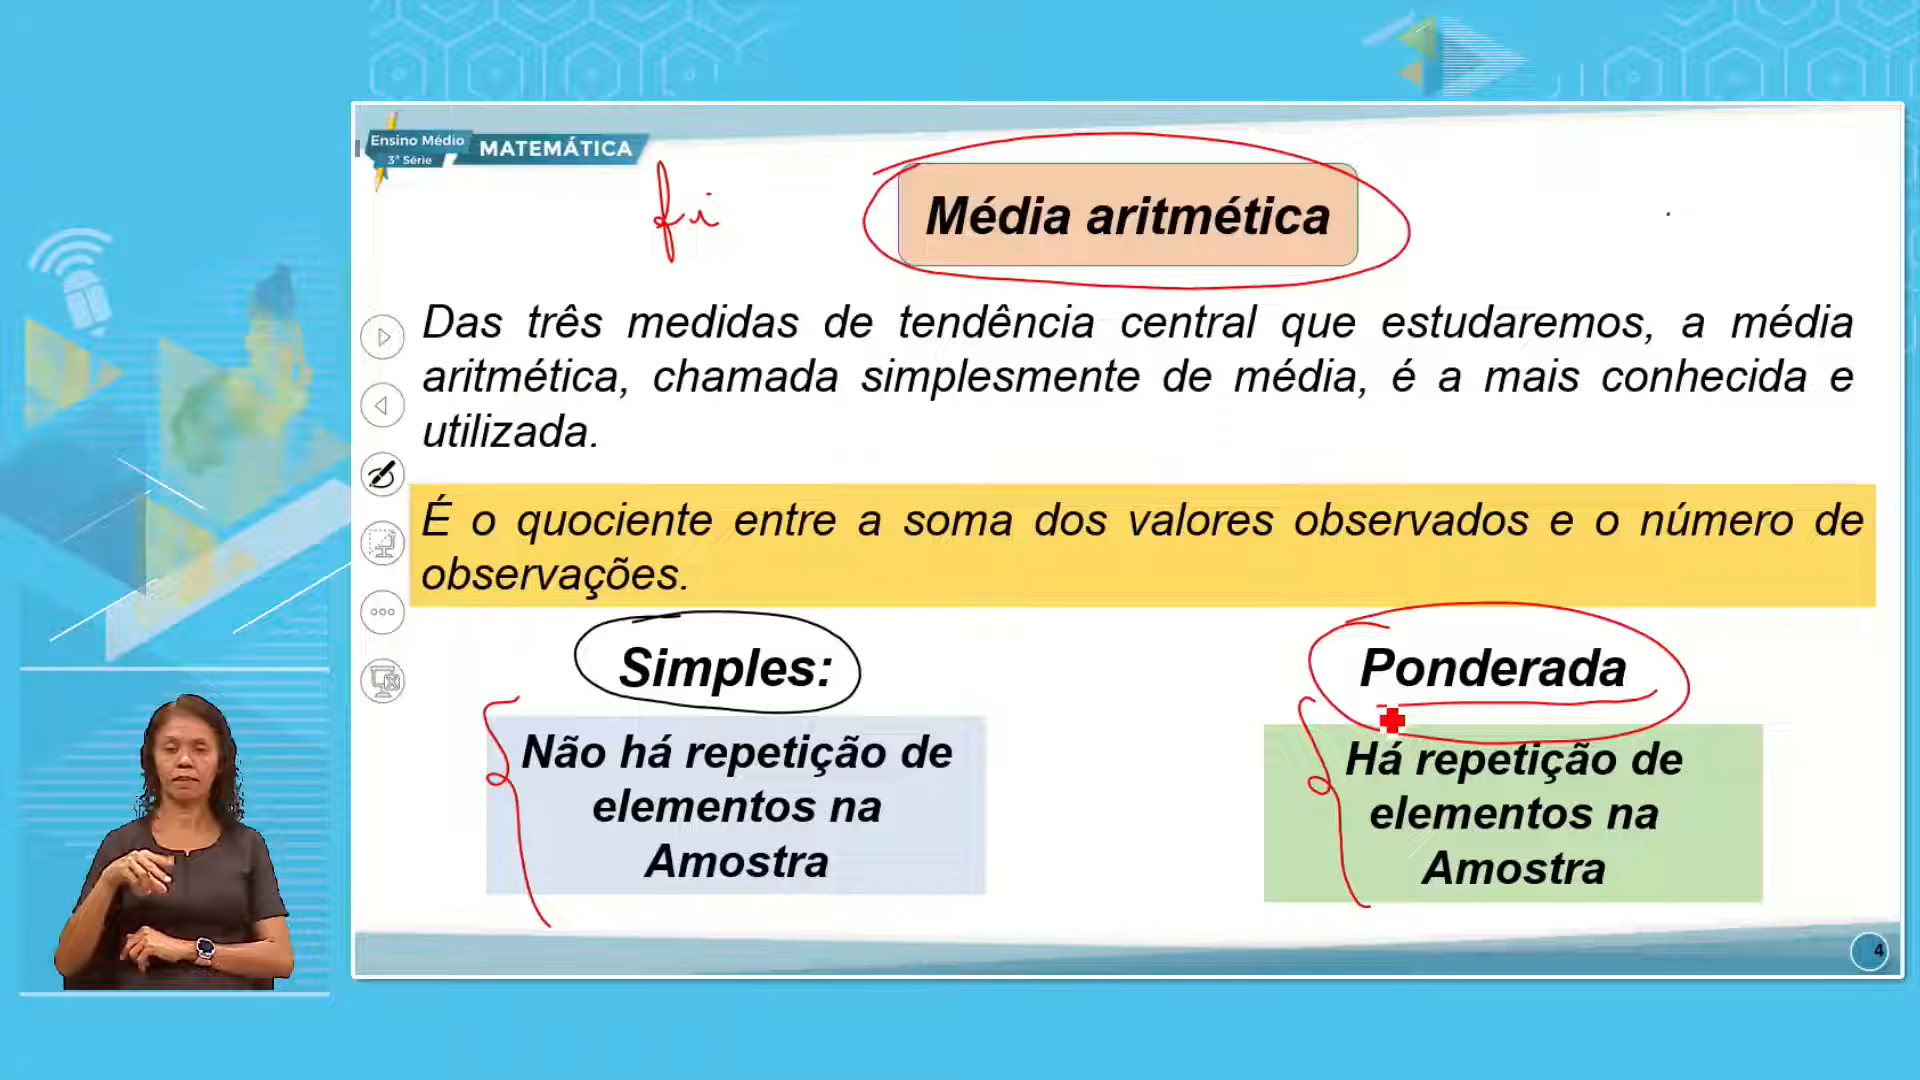 Ensino Médio
3ª Série
MATEMÁTICA
fi
Média aritmética
Das três medidas de tendência central que estudaremos, a média
aritmética, chamada simplesmente de média, é a mais conhecida e
utilizada.
É o quociente entre a soma dos valores observados e o número de
observações.
Simples:
Não há repetição de
elementos na
Amostra
Ponderada
Há repetição de
elementos na
Amostra
4